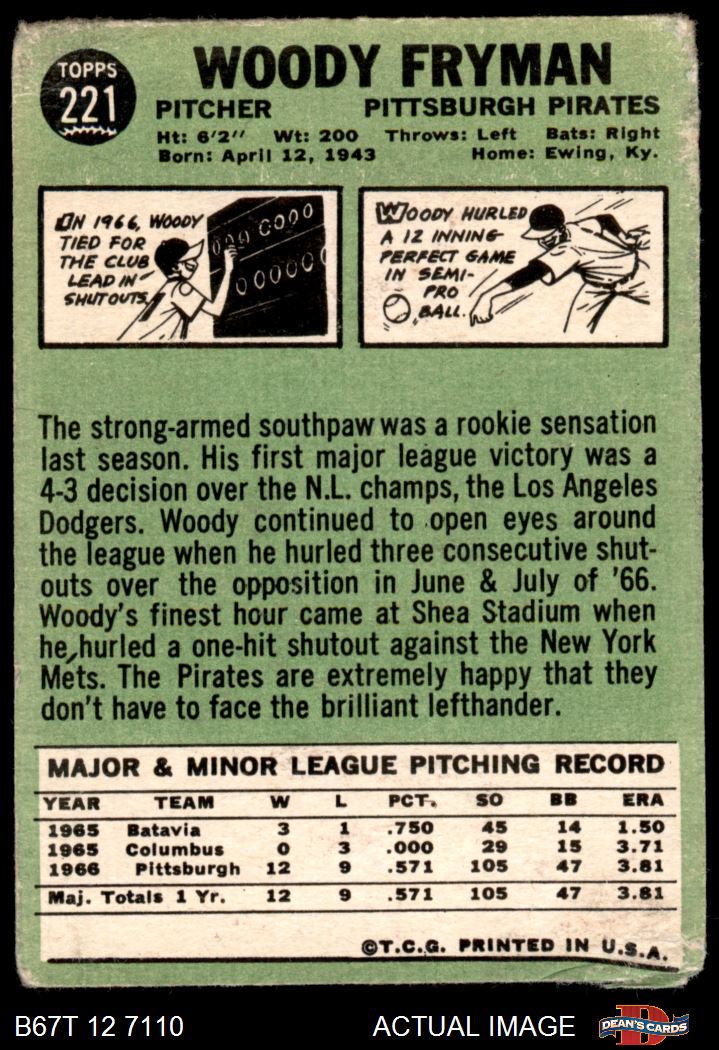 TOPPS
221
WOODY FRYMAN
PITCHER PITTSBURGH PIRATES
Ht: 6'2" Wt: 200 Throws: Left Bats: Right
Born: April 12, 1943 Home: Ewing, Ky.
IN 1966, WOODY
TIED FOR
THE CLUB
LEAD IN
SHUTOUTS.
WOODY HURLED
A 12 INNING
PERFECT GAME
IN SEMI-
PRO
BALL.
The strong-armed southpaw was a rookie sensation
last season. His first major league victory was a
4-3 decision over the N.L. champs, the Los Angeles
Dodgers. Woody continued to open eyes around
the league when he hurled three consecutive shut-
outs over the opposition in June & July of '66.
Woody's finest hour came at Shea Stadium when
he hurled a one-hit shutout against the New York
Mets. The Pirates are extremely happy that they
don't have to face the brilliant lefthander.
MAJOR & MINOR LEAGUE PITCHING RECORD
YEAR TEAM W L PCT. SO BB ERA
1965 Batavia 3 1 .750 45 14 1.50
1965 Columbus 0 3 .000 29 15 3.71
1966 Pittsburgh 12 9 .571 105 47 3.81
Maj. Totals 1 Yr. 12 9 .571 105 47 3.81
©T.C.G. PRINTED IN U.S.A.
B67T 12 7110 ACTUAL IMAGE DEAN'S CARDS